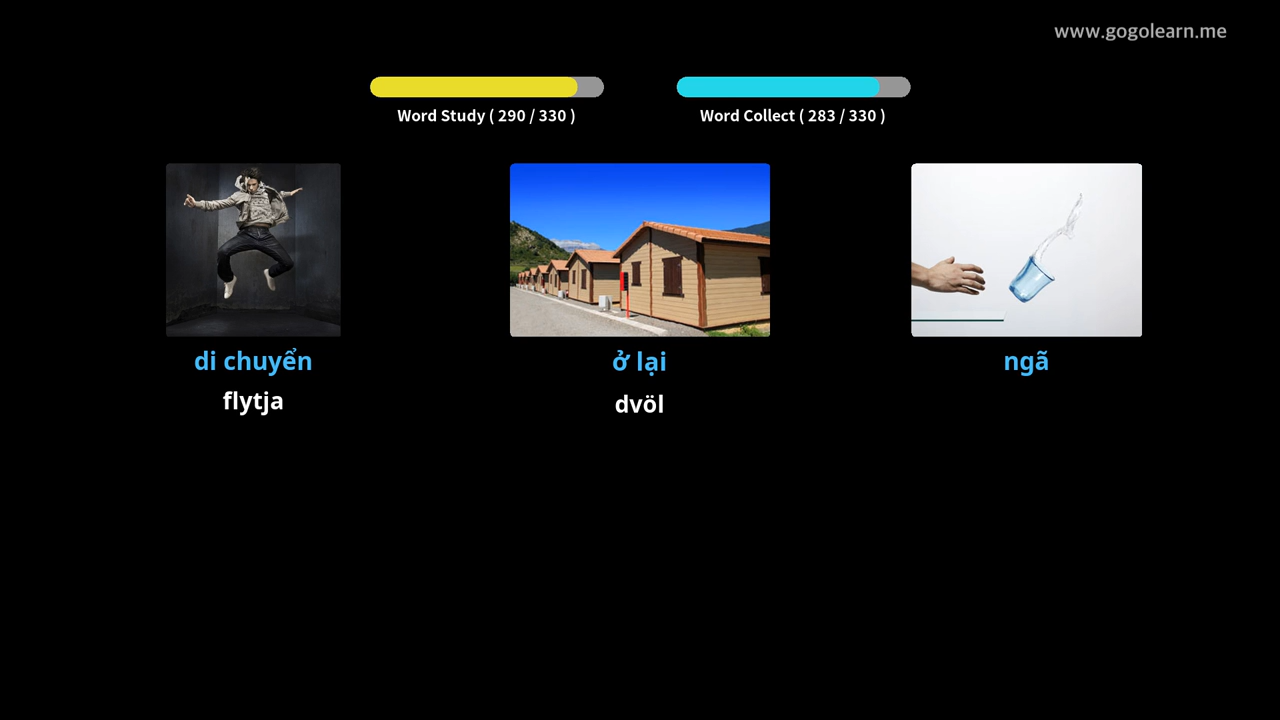 www.gogolearn.me
Word Study ( 290 / 330 )
Word Collect ( 283 / 330 )
di chuyển
ở lại
ngã
flytja
dvöl